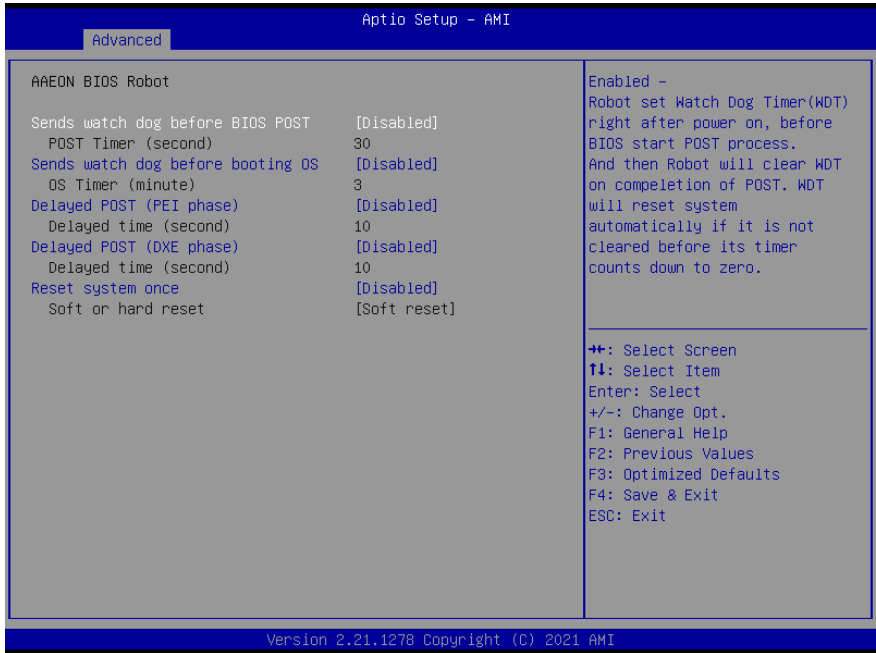 Aptio Setup – AMI
Advanced
AAEON BIOS Robot
Sends watch dog before BIOS POST [Disabled]
POST Timer (second) 30
Sends watch dog before booting OS [Disabled]
OS Timer (minute) 3
Delayed POST (PEI phase) [Disabled]
Delayed time (second) 10
Delayed POST (DXE phase) [Disabled]
Delayed time (second) 10
Reset system once [Disabled]
Soft or hard reset [Soft reset]
Enabled –
Robot set Watch Dog Timer(WDT)
right after power on, before
BIOS start POST process.
And then Robot will clear WDT
on compeletion of POST. WDT
will reset system
automatically if it is not
cleared before its timer
counts down to zero.
→←: Select Screen
↑↓: Select Item
Enter: Select
+/-: Change Opt.
F1: General Help
F2: Previous Values
F3: Optimized Defaults
F4: Save & Exit
ESC: Exit
Version 2.21.1278 Copyright (C) 2021 AMI